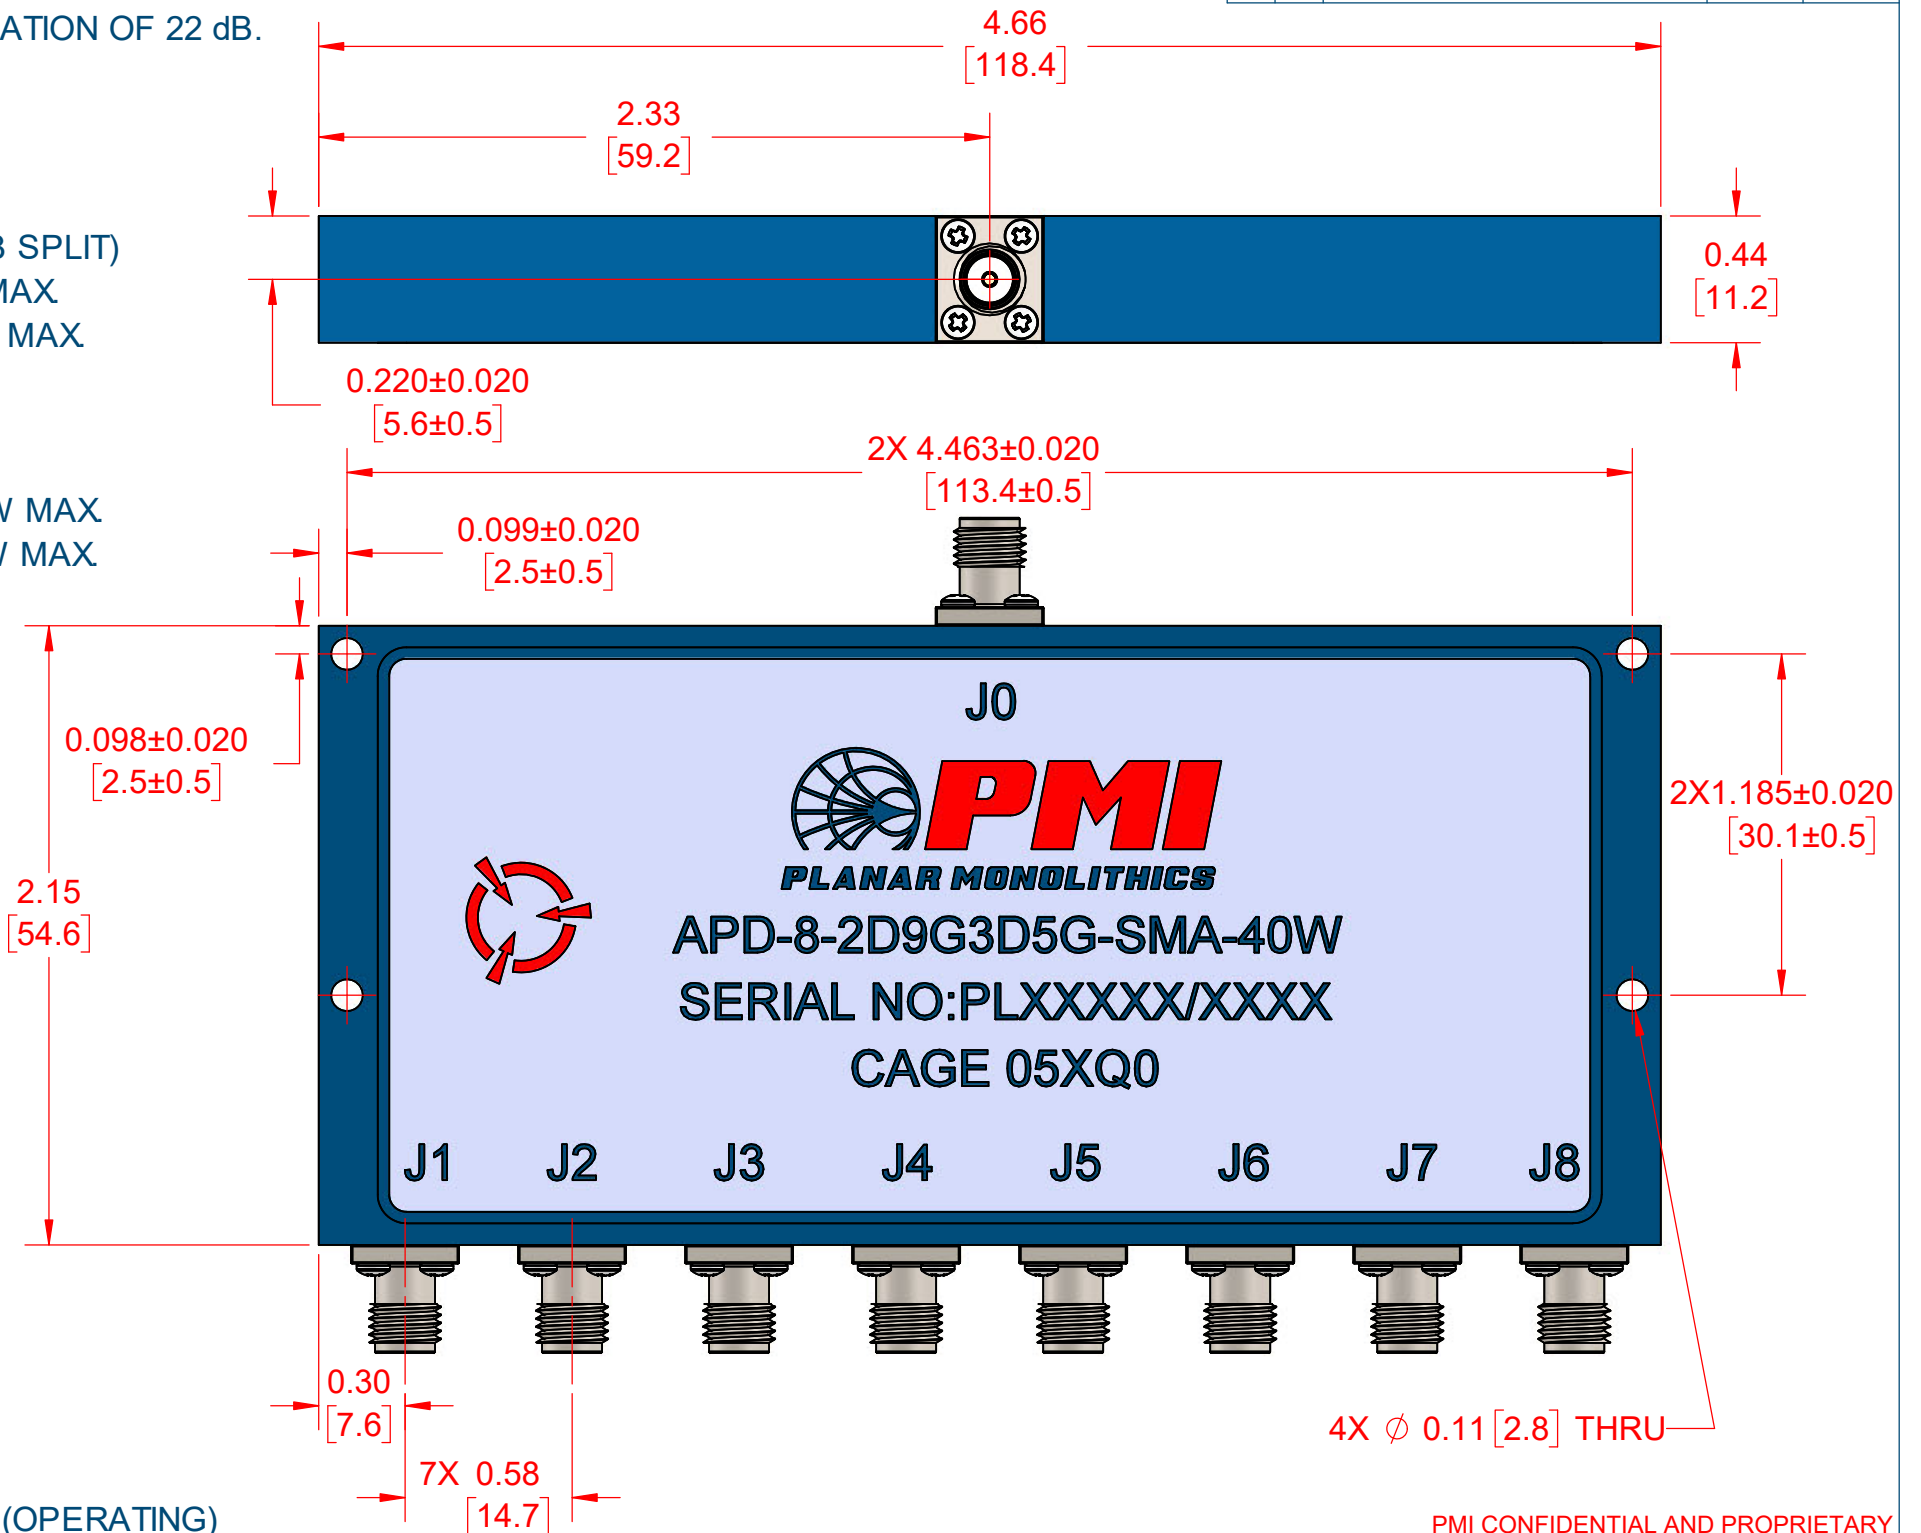 ATION OF 22 dB.
4.66
[118.4]
2.33
[59.2]
SPLIT)
MAX.
MAX.
0.44
[11.2]
0.220±0.020
[5.6±0.5]
2X 4.463±0.020
[113.4±0.5]
MAX.
MAX.
0.099±0.020
[2.5±0.5]
J0
0.098±0.020
[2.5±0.5]
PMI
PLANAR MONOLITHICS
2X1.185±0.020
[30.1±0.5]
2.15
[54.6]
APD-8-2D9G3D5G-SMA-40W
SERIAL NO:PLXXXXX/XXXX
CAGE 05XQ0
J1 J2 J3 J4 J5 J6 J7 J8
0.30
[7.6]
4X ∅ 0.11 [2.8] THRU
7X 0.58
[14.7]
(OPERATING)
PMI CONFIDENTIAL AND PROPRIETARY